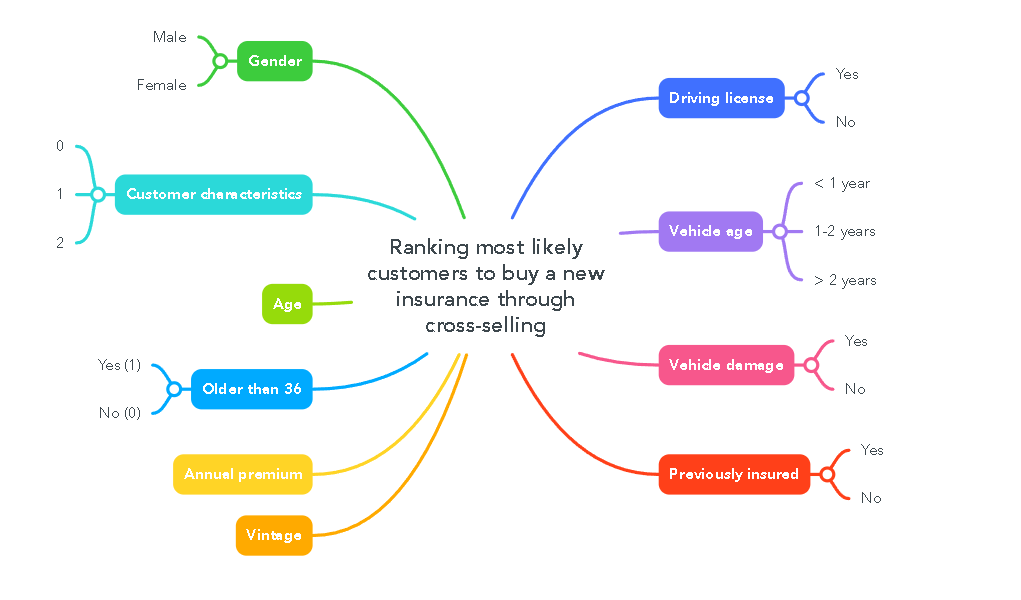 Ranking most likely
customers to buy a new
insurance through
cross-selling
Gender
Male
Female
Customer characteristics
0
1
2
Age
Older than 36
Yes (1)
No (0)
Annual premium
Vintage
Driving license
Yes
No
Vehicle age
< 1 year
1-2 years
> 2 years
Vehicle damage
Yes
No
Previously insured
Yes
No